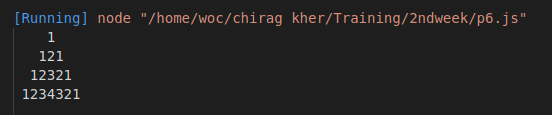 [Running] node "/home/woc/chirag kher/Training/2ndweek/p6.js"
1
121
12321
1234321